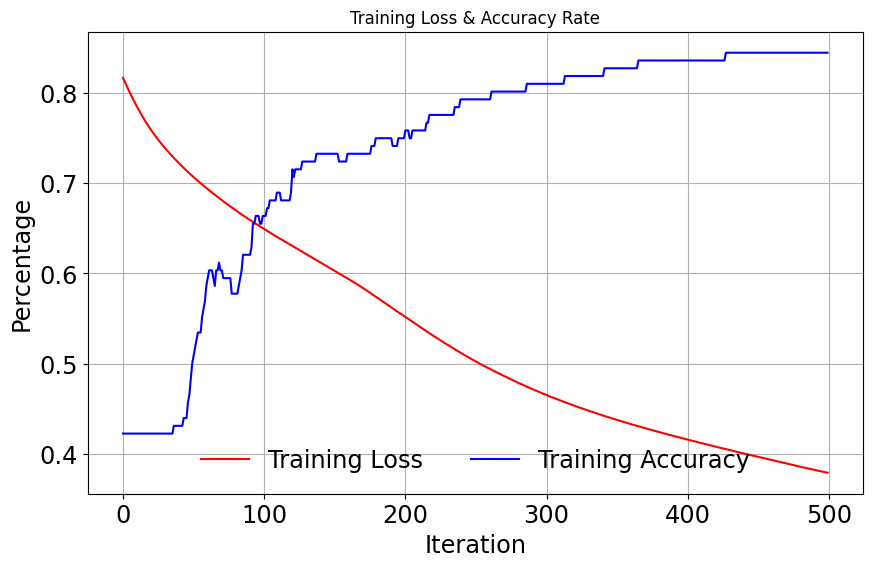 Training Loss & Accuracy Rate
0.8
0.7
0.6
0.5
0.4
Percentage
Training Loss
Training Accuracy
0 100 200 300 400 500
Iteration